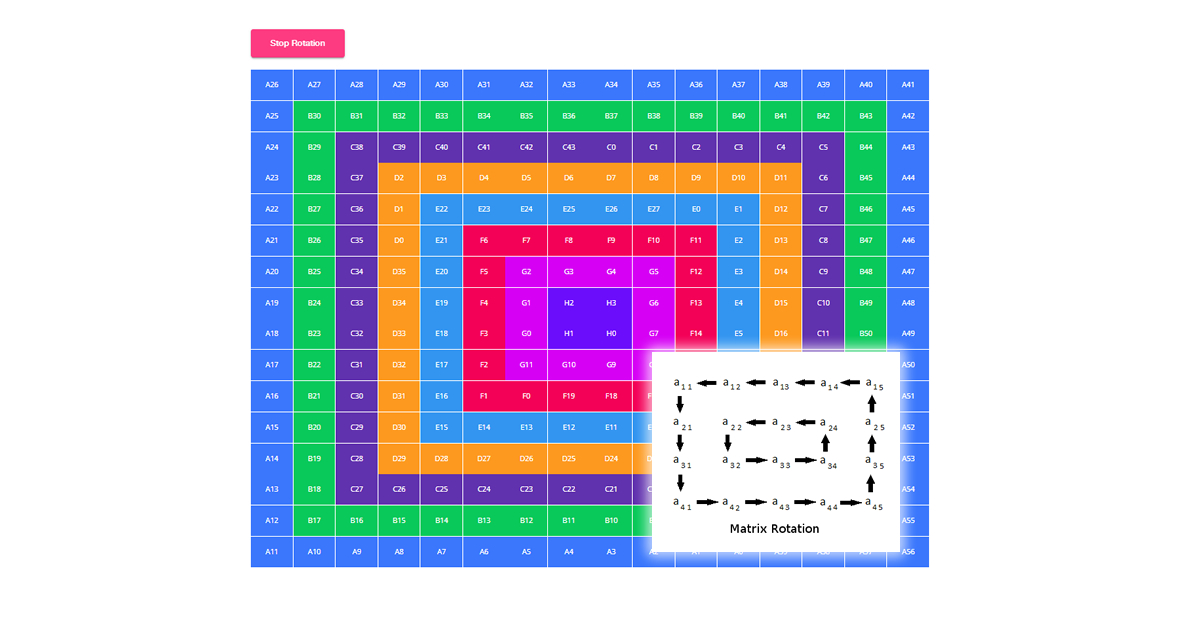 Stop Rotation
A26 A27 A28 A29 A30 A31 A32 A33 A34 A35 A36 A37 A38 A39 A40 A41
A25 B30 B31 B32 B33 B34 B35 B36 B37 B38 B39 B40 B41 B42 B43 A42
A24 B29 C38 C39 C40 C41 C42 C43 C0 C1 C2 C3 C4 C5 B44 A43
A23 B28 C37 D2 D3 D4 D5 D6 D7 D8 D9 D10 D11 C6 B45 A44
A22 B27 C36 D1 E22 E23 E24 E25 E26 E27 E0 E1 D12 C7 B46 A45
A21 B26 C35 D0 E21 F6 F7 F8 F9 F10 F11 E2 D13 C8 B47 A46
A20 B25 C34 D35 E20 F5 G2 G3 G4 G5 F12 E3 D14 C9 B48 A47
A19 B24 C33 D34 E19 F4 G1 H2 H3 G6 F13 E4 D15 C10 B49 A48
A18 B23 C32 D33 E18 F3 G0 H1 H0 G7 F14 E5 D16 C11 B50 A49
A17 B22 C31 D32 E17 F2 G11 G10 G9 A50
A16 B21 C30 D31 E16 F1 F0 F19 F18 A51
A15 B20 C29 D30 E15 E14 E13 E12 E11 A52
A14 B19 C28 D29 D28 D27 D26 D25 D24 A53
A13 B18 C27 C26 C25 C24 C23 C22 C21 A54
A12 B17 B16 B15 B14 B13 B12 B11 B10 A55
A11 A10 A9 A8 A7 A6 A5 A4 A3 A56
a11 a12 a13 a14 a15
a21 a22 a23 a24 a25
a31 a32 a33 a34 a35
a41 a42 a43 a44 a45
Matrix Rotation